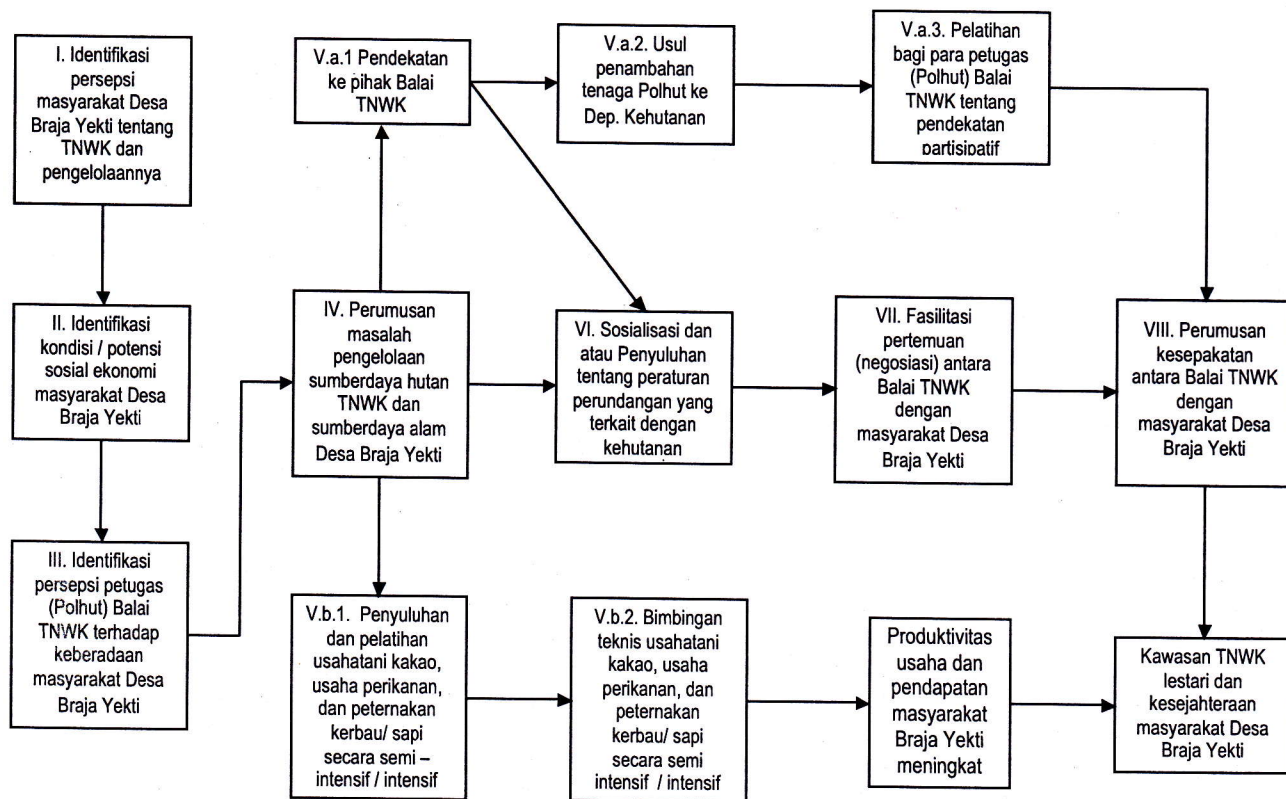 I. Identifikasi
persepsi
masyarakat Desa
Braja Yekti tentang
TNWK dan
pengelolaannya
II. Identifikasi
kondisi / potensi
sosial ekonomi
masyarakat Desa
Braja Yekti
III. Identifikasi
persepsi petugas
(Polhut) Balai
TNWK terhadap
keberadaan
masyarakat Desa
Braja Yekti
IV. Perumusan
masalah
pengelolaan
sumberdaya hutan
TNWK dan
sumberdaya alam
Desa Braja Yekti
V.a.1 Pendekatan
ke pihak Balai
TNWK
V.a.2. Usul
penambahan
tenaga Polhut ke
Dep. Kehutanan
V.a.3. Pelatihan
bagi para petugas
(Polhut) Balai
TNWK tentang
pendekatan
partisipatif
V.b.1. Penyuluhan
dan pelatihan
usahatani kakao,
usaha perikanan,
dan peternakan
kerbau/ sapi
secara semi –
intensif / intensif
V.b.2. Bimbingan
teknis usahatani
kakao, usaha
perikanan, dan
peternakan
kerbau/ sapi
secara semi
intensif / intensif
Produktivitas
usaha dan
pendapatan
masyarakat
Braja Yekti
meningkat
VI. Sosialisasi dan
atau Penyuluhan
tentang peraturan
perundangan yang
terkait dengan
kehutanan
VII. Fasilitasi
pertemuan
(negosiasi) antara
Balai TNWK
dengan
masyarakat Desa
Braja Yekti
VIII. Perumusan
kesepakatan
antara Balai TNWK
dengan
masyarakat Desa
Braja Yekti
Kawasan TNWK
lestari dan
kesejahteraan
masyarakat Desa
Braja Yekti